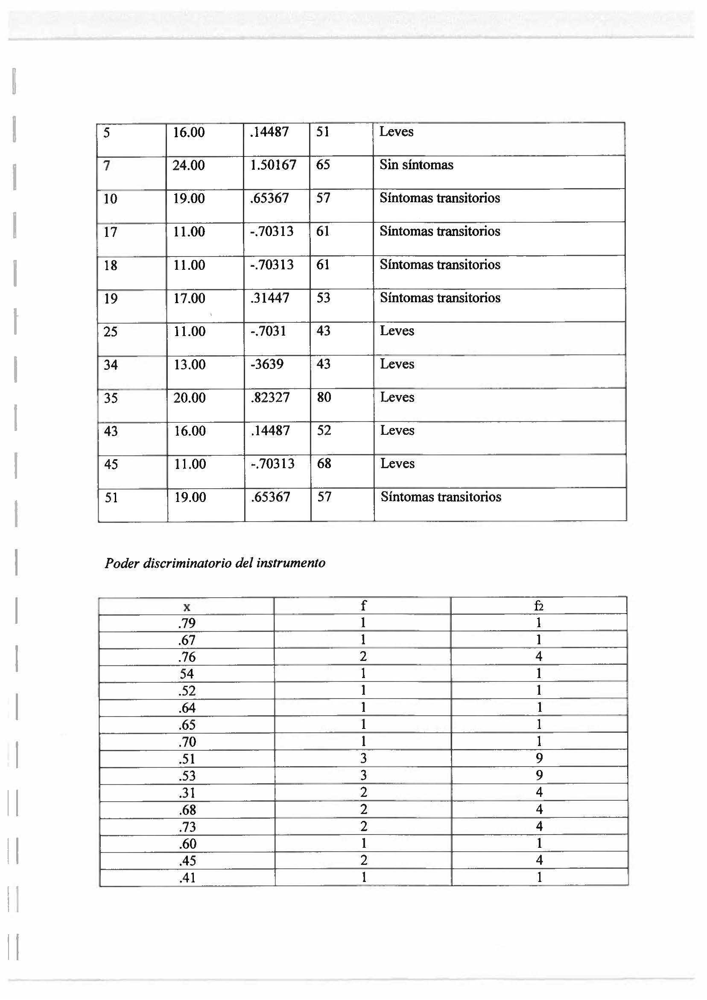 5 16.00 .14487 51 Leves
7 24.00 1.50167 65 Sin síntomas
10 19.00 .65367 57 Síntomas transitorios
17 11.00 -.70313 61 Síntomas transitorios
18 11.00 -.70313 61 Síntomas transitorios
19 17.00 .31447 53 Síntomas transitorios
25 11.00 -.7031 43 Leves
34 13.00 -3639 43 Leves
35 20.00 .82327 80 Leves
43 16.00 .14487 52 Leves
45 11.00 -.70313 68 Leves
51 19.00 .65367 57 Síntomas transitorios
Poder discriminatorio del instrumento
x f f2
.79 1 1
.67 1 1
.76 2 4
54 1 1
.52 1 1
.64 1 1
.65 1 1
.70 1 1
.51 3 9
.53 3 9
.31 2 4
.68 2 4
.73 2 4
.60 1 1
.45 2 4
.41 1 1